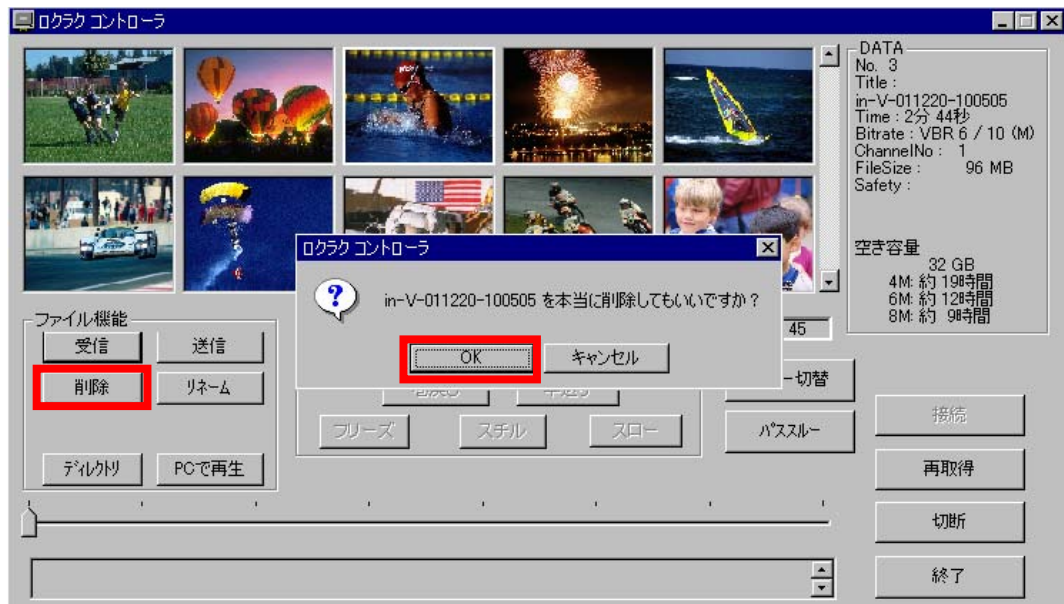 ロクラク コントローラ
DATA
No. 3
Title :
in-V-011220-100505
Time : 2分 44秒
Bitrate : VBR 6 / 10 (M)
ChannelNo : 1
FileSize : 96 MB
Safety :
空き容量
32 GB
4M: 約 19時間
6M: 約 12時間
8M: 約 9時間
ロクラク コントローラ
in-V-011220-100505 を本当に削除してもいいですか？
OK
キャンセル
45
ファイル機能
受信
送信
削除
リネーム
ディレクトリ
PCで再生
フリーズ
スチル
スロー
ー切替
パススルー
接続
再取得
切断
終了